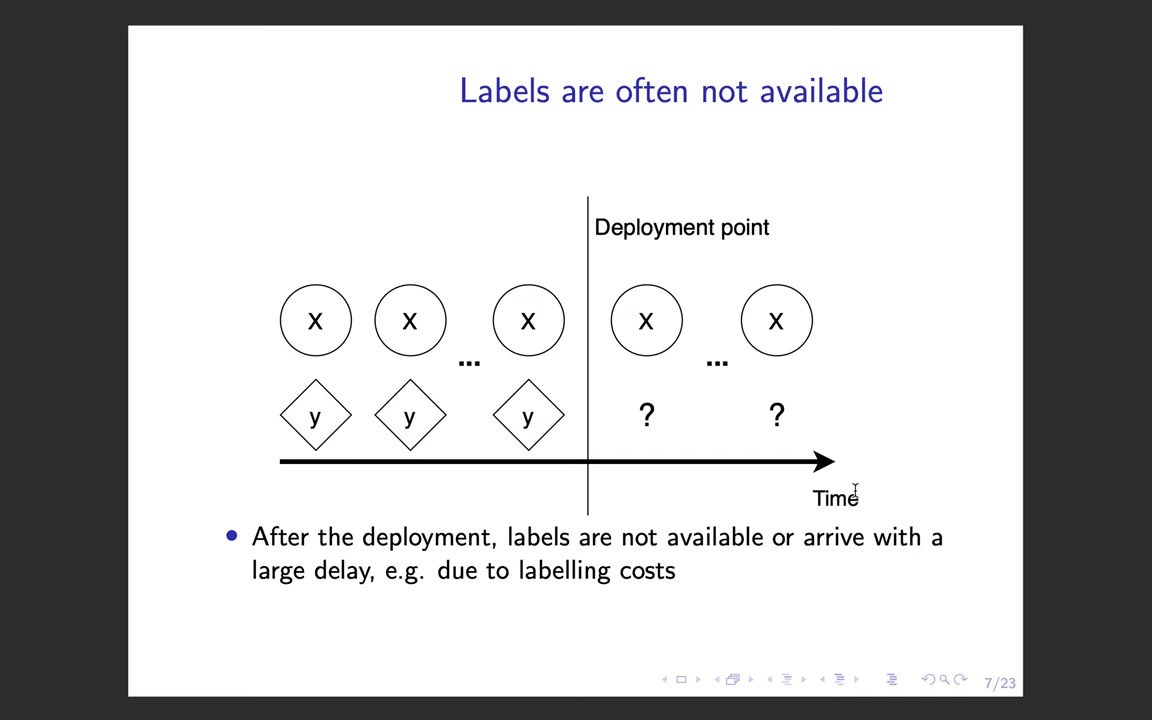 Labels are often not available
Deployment point
x x x x x
... ...
y y y ? ?
Time
After the deployment, labels are not available or arrive with a
large delay, e.g. due to labelling costs
7/23